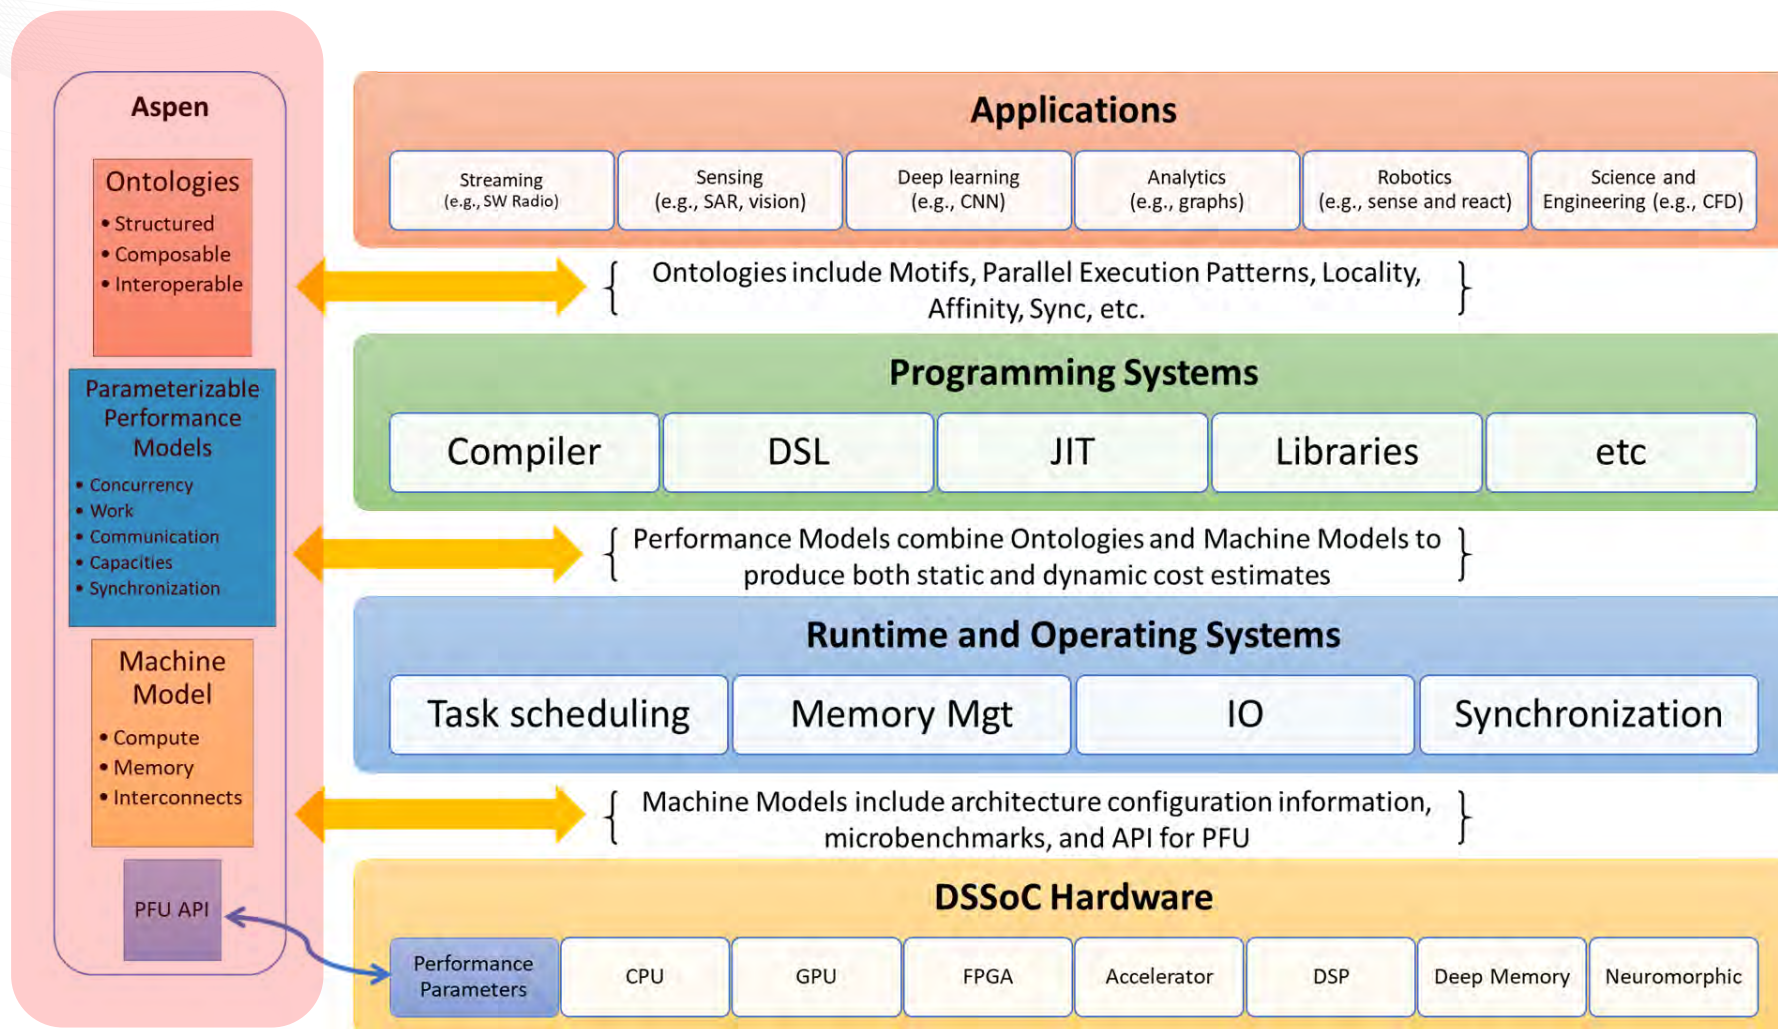 Aspen
Ontologies
• Structured
• Composable
• Interoperable
Parameterizable
Performance
Models
• Concurrency
• Work
• Communication
• Capacities
• Synchronization
Machine
Model
• Compute
• Memory
• Interconnects
PFU API
Applications
Streaming
(e.g., SW Radio)
Sensing
(e.g., SAR, vision)
Deep learning
(e.g., CNN)
Analytics
(e.g., graphs)
Robotics
(e.g., sense and react)
Science and
Engineering (e.g., CFD)
{ Ontologies include Motifs, Parallel Execution Patterns, Locality, }
Affinity, Sync, etc.
Programming Systems
Compiler
DSL
JIT
Libraries
etc
{ Performance Models combine Ontologies and Machine Models to }
produce both static and dynamic cost estimates
Runtime and Operating Systems
Task scheduling
Memory Mgt
IO
Synchronization
{ Machine Models include architecture configuration information, }
microbenchmarks, and API for PFU
DSSoC Hardware
Performance
Parameters
CPU
GPU
FPGA
Accelerator
DSP
Deep Memory
Neuromorphic